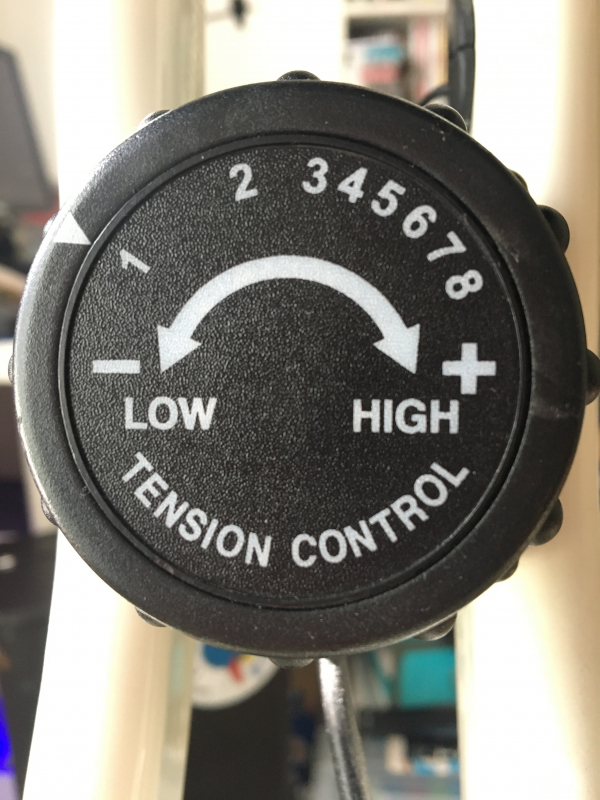 1 2 3 4 5 6 7 8
− +
LOW HIGH
TENSION CONTROL